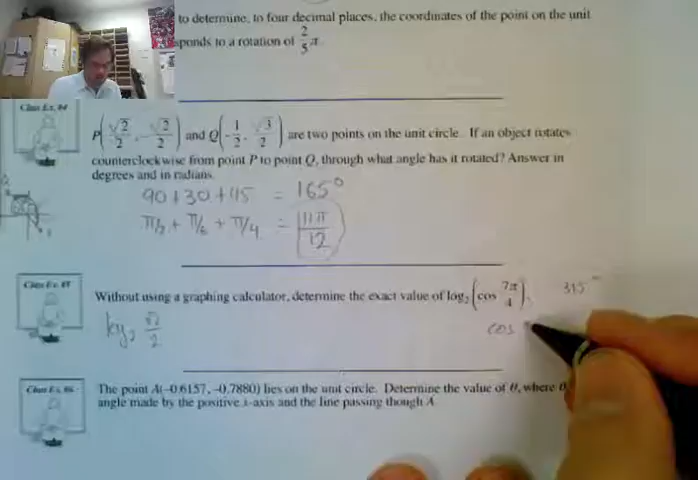 to determine, to four decimal places, the coordinates of the point on the unit
sponds to a rotation of 2/5 π.
Class Ex. #4
P(√2/2, -√2/2) and Q(-1/2, √3/2) are two points on the unit circle. If an object rotates
counterclockwise from point P to point Q, through what angle has it rotated? Answer in
degrees and in radians.
90+30+45 = 165°
π/2 + π/6 + π/4 = 11π/12
Class Ex. #5
Without using a graphing calculator, determine the exact value of log₂(cos 7π/4).
315°
log₂ √2/2
cos
Class Ex. #6
The point A(-0.6157, -0.7880) lies on the unit circle. Determine the value of θ, where θ
angle made by the positive x-axis and the line passing though A.